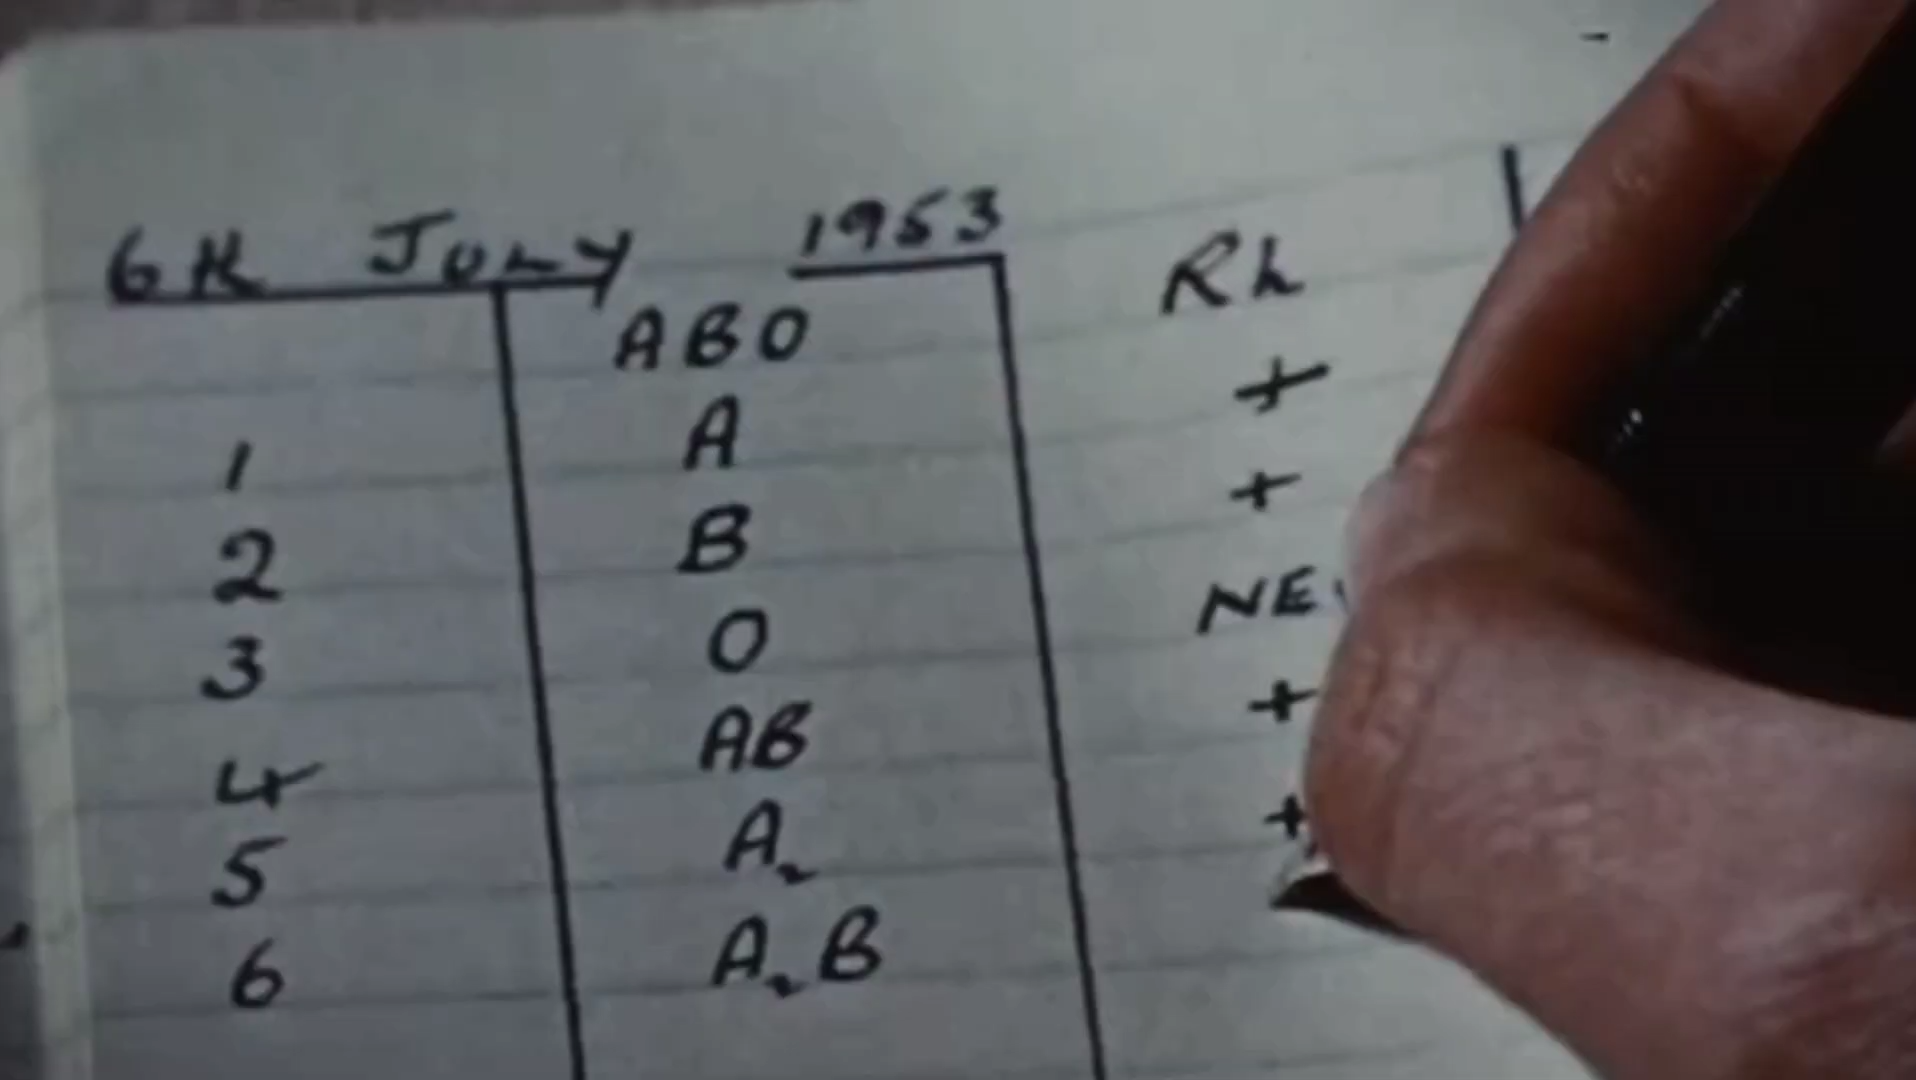 6th JULY 1953
ABO Rh
1 A +
2 B +
3 O NE
4 AB +
5 A₂ +
6 A₂B